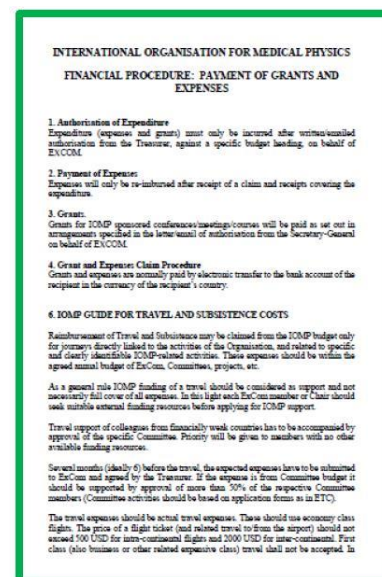 INTERNATIONAL ORGANISATION FOR MEDICAL PHYSICS
FINANCIAL PROCEDURE: PAYMENT OF GRANTS AND
EXPENSES
1. Authorisation of Expenditure
Expenditure (expenses and grants) must only be incurred after written/emailed
authorisation from the Treasurer, against a specific budget heading, on behalf of
EXCOM.
2. Payment of Expenses
Expenses will only be re-imbursed after receipt of a claim and receipts covering the
expenditure.
3. Grants.
Grants for IOMP sponsored conferences/meetings/courses will be paid as set out in
arrangements specified in the letter/email of authorisation from the Secretary-General
on behalf of EXCOM.
4. Grant and Expenses Claim Procedure
Grants and expenses are normally paid by electronic transfer to the bank account of the
recipient in the currency of the recipient's country.
6. IOMP GUIDE FOR TRAVEL AND SUBSISTENCE COSTS
Reimbursement of Travel and Subsistence may be claimed from the IOMP budget only
for journeys directly linked to the activities of the Organisation, and related to specific
and clearly identifiable IOMP-related activities. These expenses should be within the
agreed annual budget of ExCom, Committees, projects, etc.
As a general rule IOMP funding of a travel should be considered as support and not
necessarily full cover of all expenses. In this light each ExCom member or Chair should
seek suitable external funding resources before applying for IOMP support.
Travel support of colleagues from financially weak countries has to be accompanied by
approval of the specific Committee. Priority will be given to members with no other
available funding resources.
Several months (ideally 6) before the travel, the expected expenses have to be submitted
to ExCom and agreed by the Treasurer. If the expense is from Committee budget it
should be supported by approval of more than 50% of the respective Committee
members (Committee activities should be based on application forms as in ETC).
The travel expenses should be actual travel expenses. These should use economy class
flights. The price of a flight ticket (and related travel to/from the airport) should not
exceed 500 USD for intra-continental flights and 2000 USD for inter-continental. First
class (also business or other related expensive class) travel shall not be accepted. In